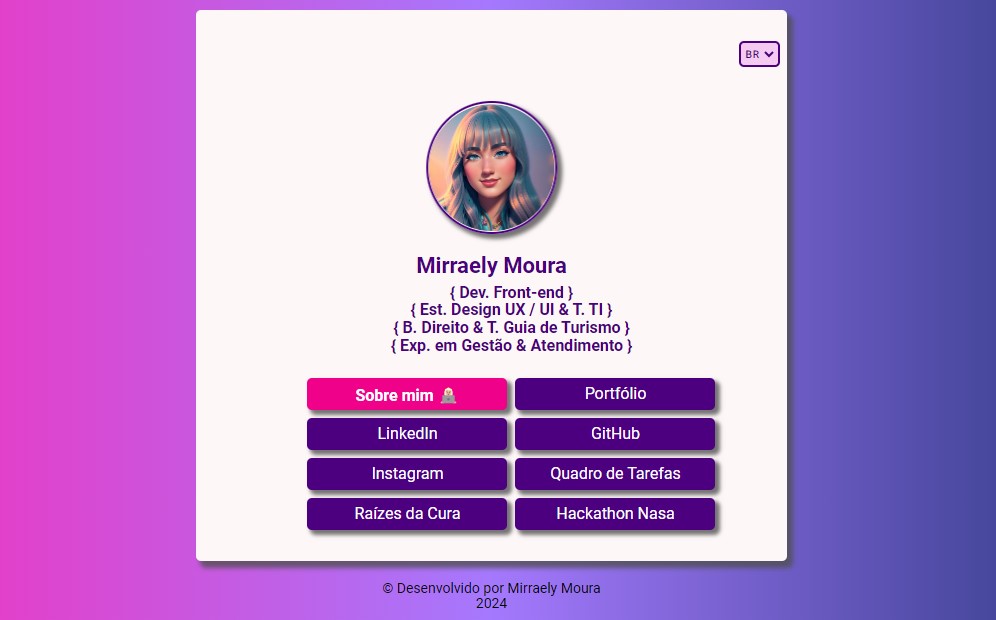 BR
Mirraely Moura
{ Dev. Front-end }
{ Est. Design UX / UI & T. TI }
{ B. Direito & T. Guia de Turismo }
{ Exp. em Gestão & Atendimento }
Sobre mim
Portfólio
LinkedIn
GitHub
Instagram
Quadro de Tarefas
Raízes da Cura
Hackathon Nasa
© Desenvolvido por Mirraely Moura
2024